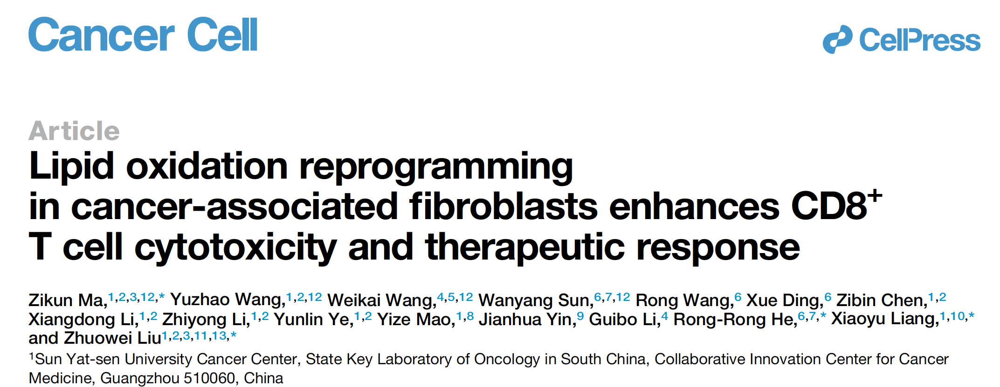 Cancer Cell
CellPress
Article
Lipid oxidation reprogramming
in cancer-associated fibroblasts enhances CD8⁺
T cell cytotoxicity and therapeutic response
Zikun Ma,1,2,3,12,* Yuzhao Wang,1,2,12 Weikai Wang,4,5,12 Wanyang Sun,6,7,12 Rong Wang,6 Xue Ding,6 Zibin Chen,1,2
Xiangdong Li,1,2 Zhiyong Li,1,2 Yunlin Ye,1,2 Yize Mao,1,8 Jianhua Yin,9 Guibo Li,4 Rong-Rong He,6,7,* Xiaoyu Liang,1,10,*
and Zhuowei Liu1,2,3,11,13,*
1Sun Yat-sen University Cancer Center, State Key Laboratory of Oncology in South China, Collaborative Innovation Center for Cancer
Medicine, Guangzhou 510060, China